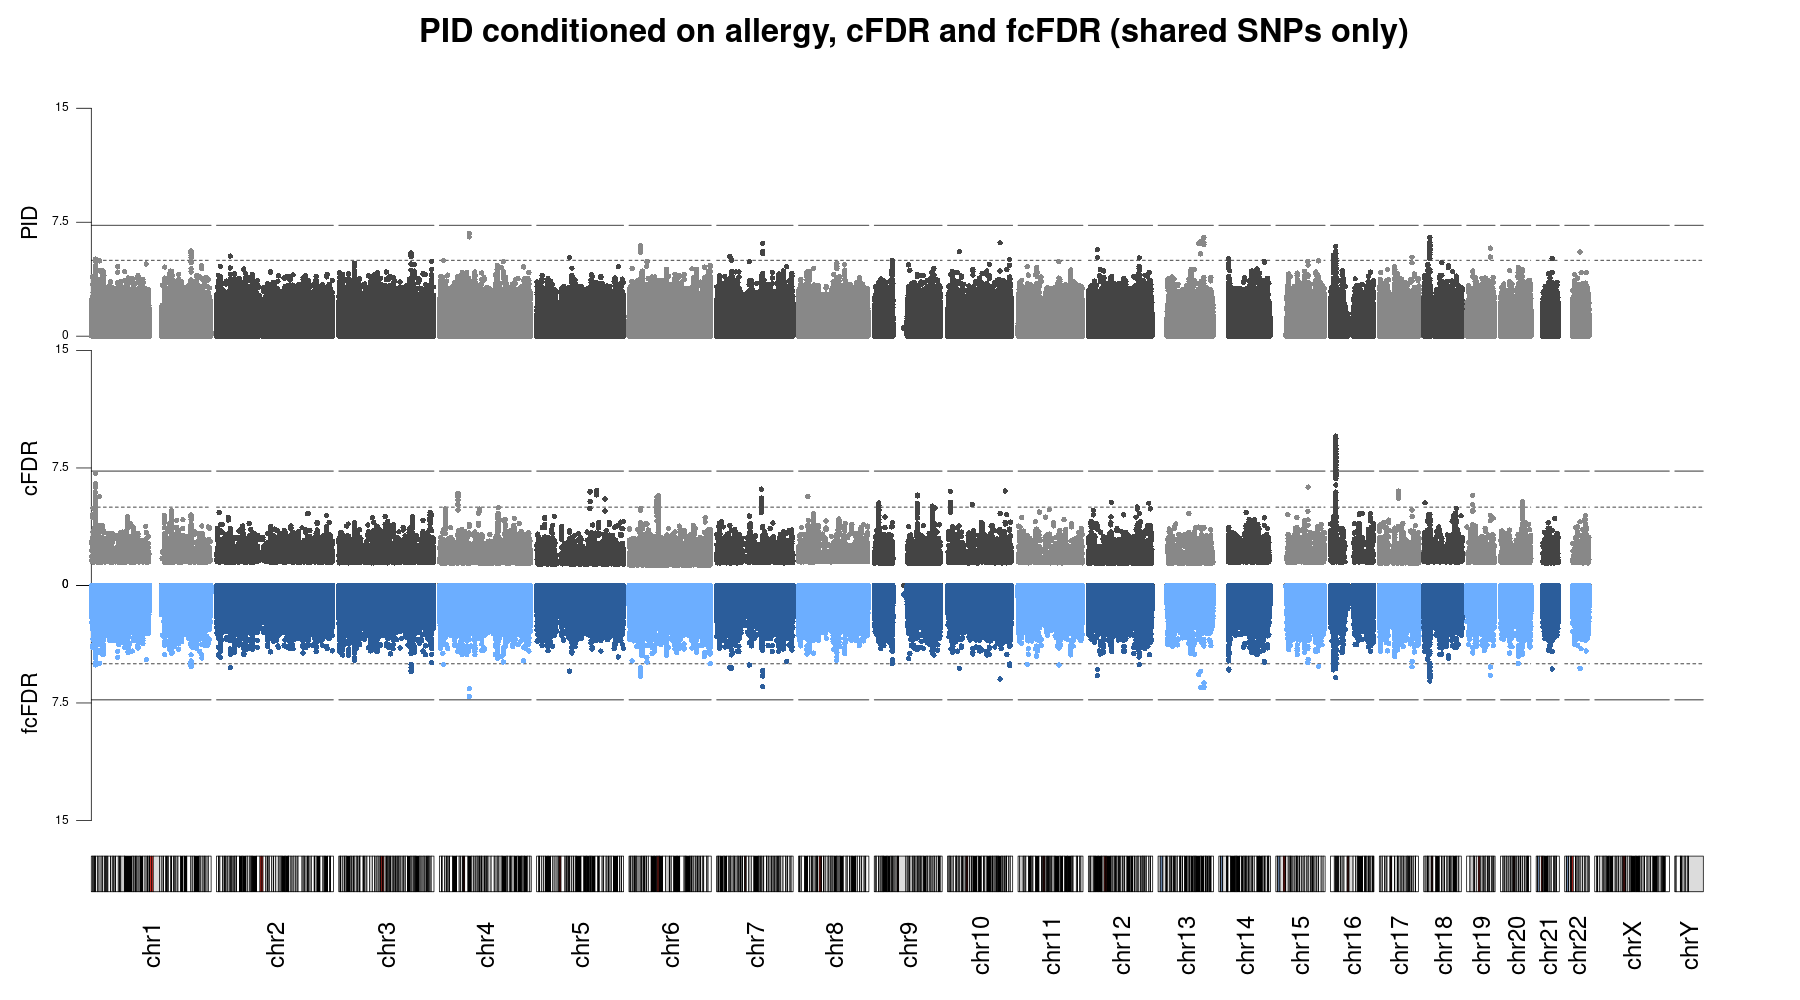 PID conditioned on allergy, cFDR and fcFDR (shared SNPs only)
15
PID
7.5
0
15
cFDR
7.5
0
fcFDR
7.5
15
chr1 chr2 chr3 chr4 chr5 chr6 chr7 chr8 chr9 chr10 chr11 chr12 chr13 chr14 chr15 chr16 chr17 chr18 chr19 chr20 chr21 chr22 chrX chrY